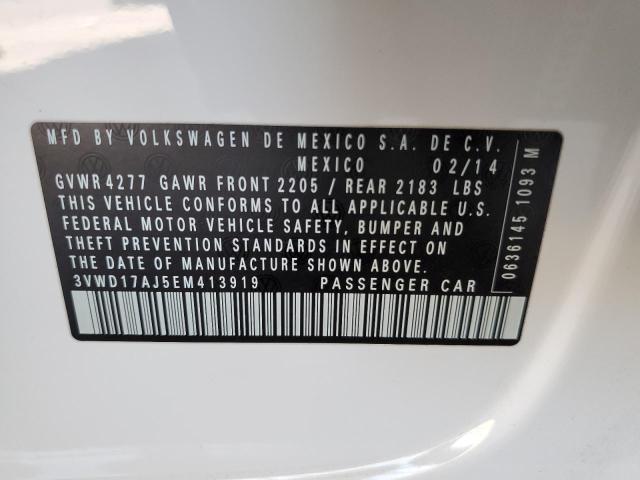 MFD BY VOLKSWAGEN DE MEXICO S.A. DE C.V.
MEXICO 02/14
GVWR 4277 GAWR FRONT 2205 / REAR 2183 LBS
THIS VEHICLE CONFORMS TO ALL APPLICABLE U.S.
FEDERAL MOTOR VEHICLE SAFETY, BUMPER AND
THEFT PREVENTION STANDARDS IN EFFECT ON
THE DATE OF MANUFACTURE SHOWN ABOVE.
3VWD17AJ5EM413919 PASSENGER CAR
0636145 1093 M